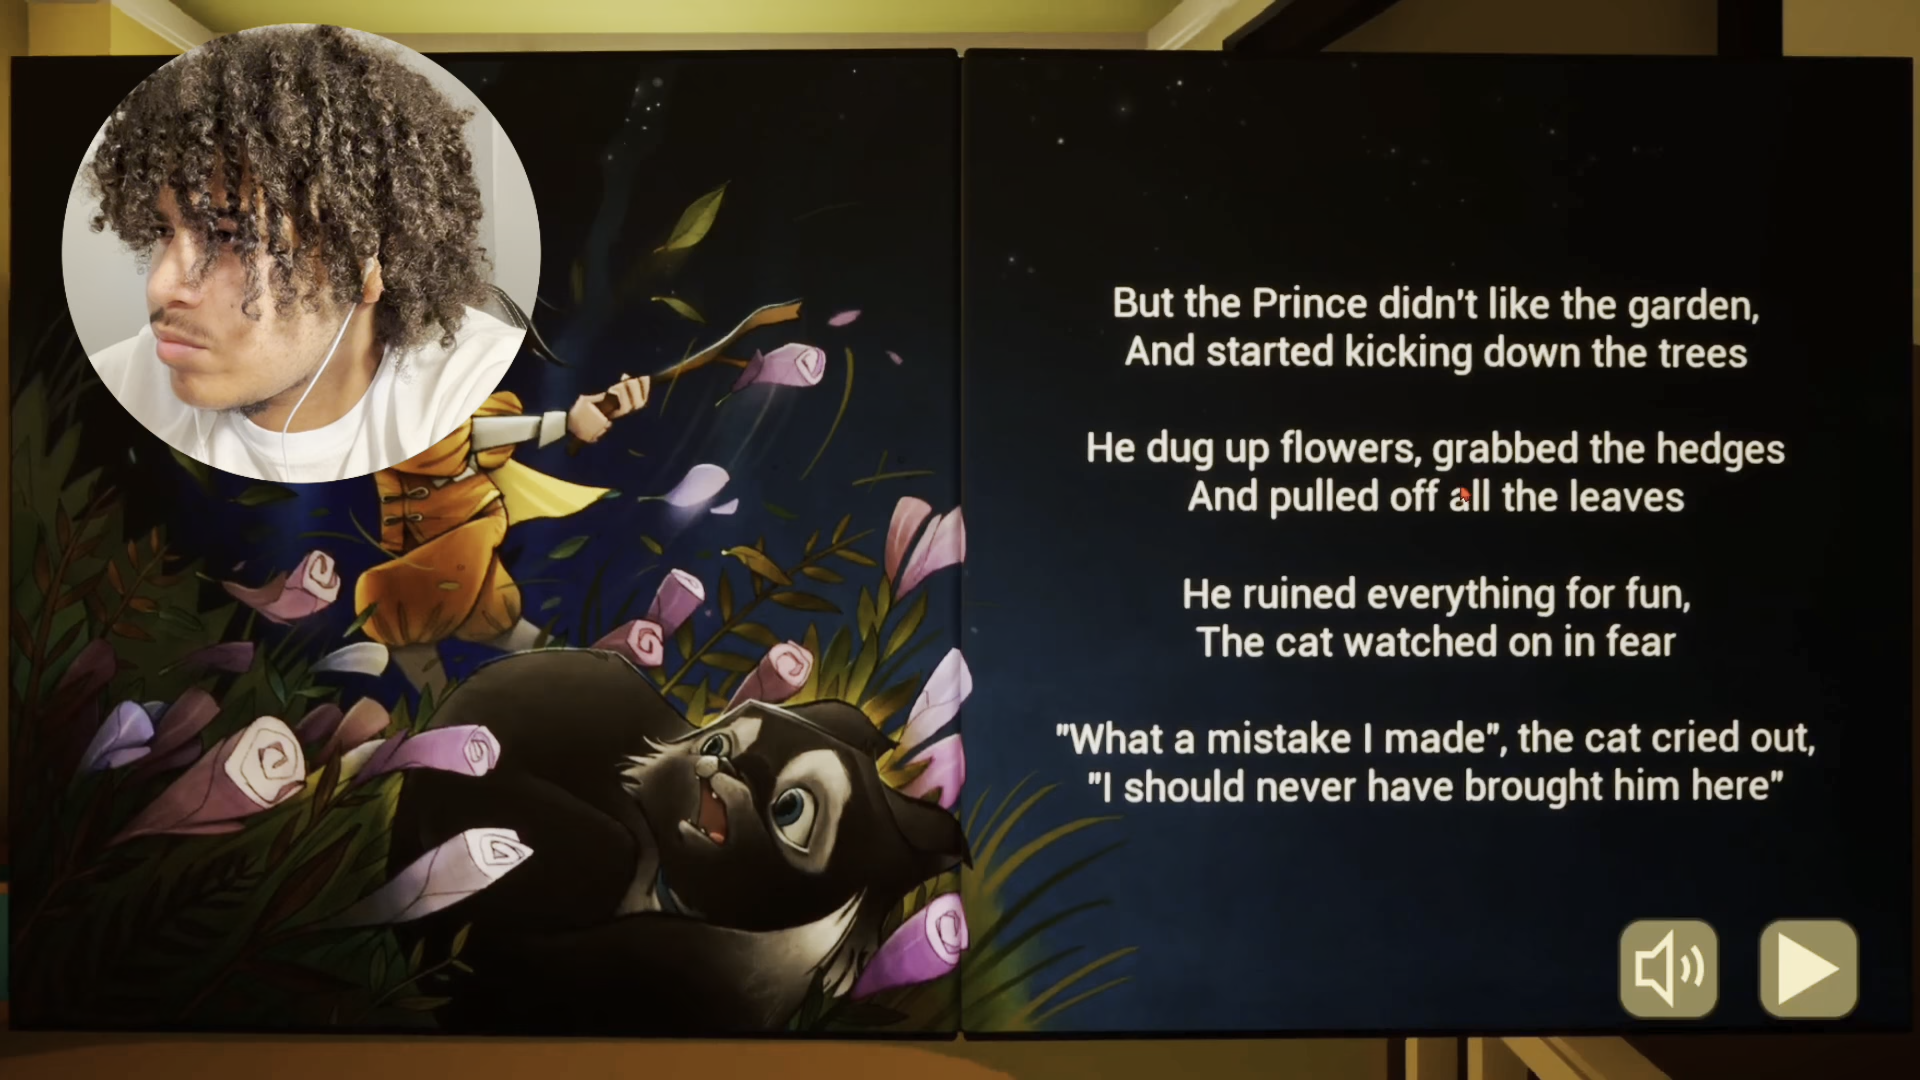 But the Prince didn't like the garden,
And started kicking down the trees
He dug up flowers, grabbed the hedges
And pulled off all the leaves
He ruined everything for fun,
The cat watched on in fear
"What a mistake I made", the cat cried out,
"I should never have brought him here"